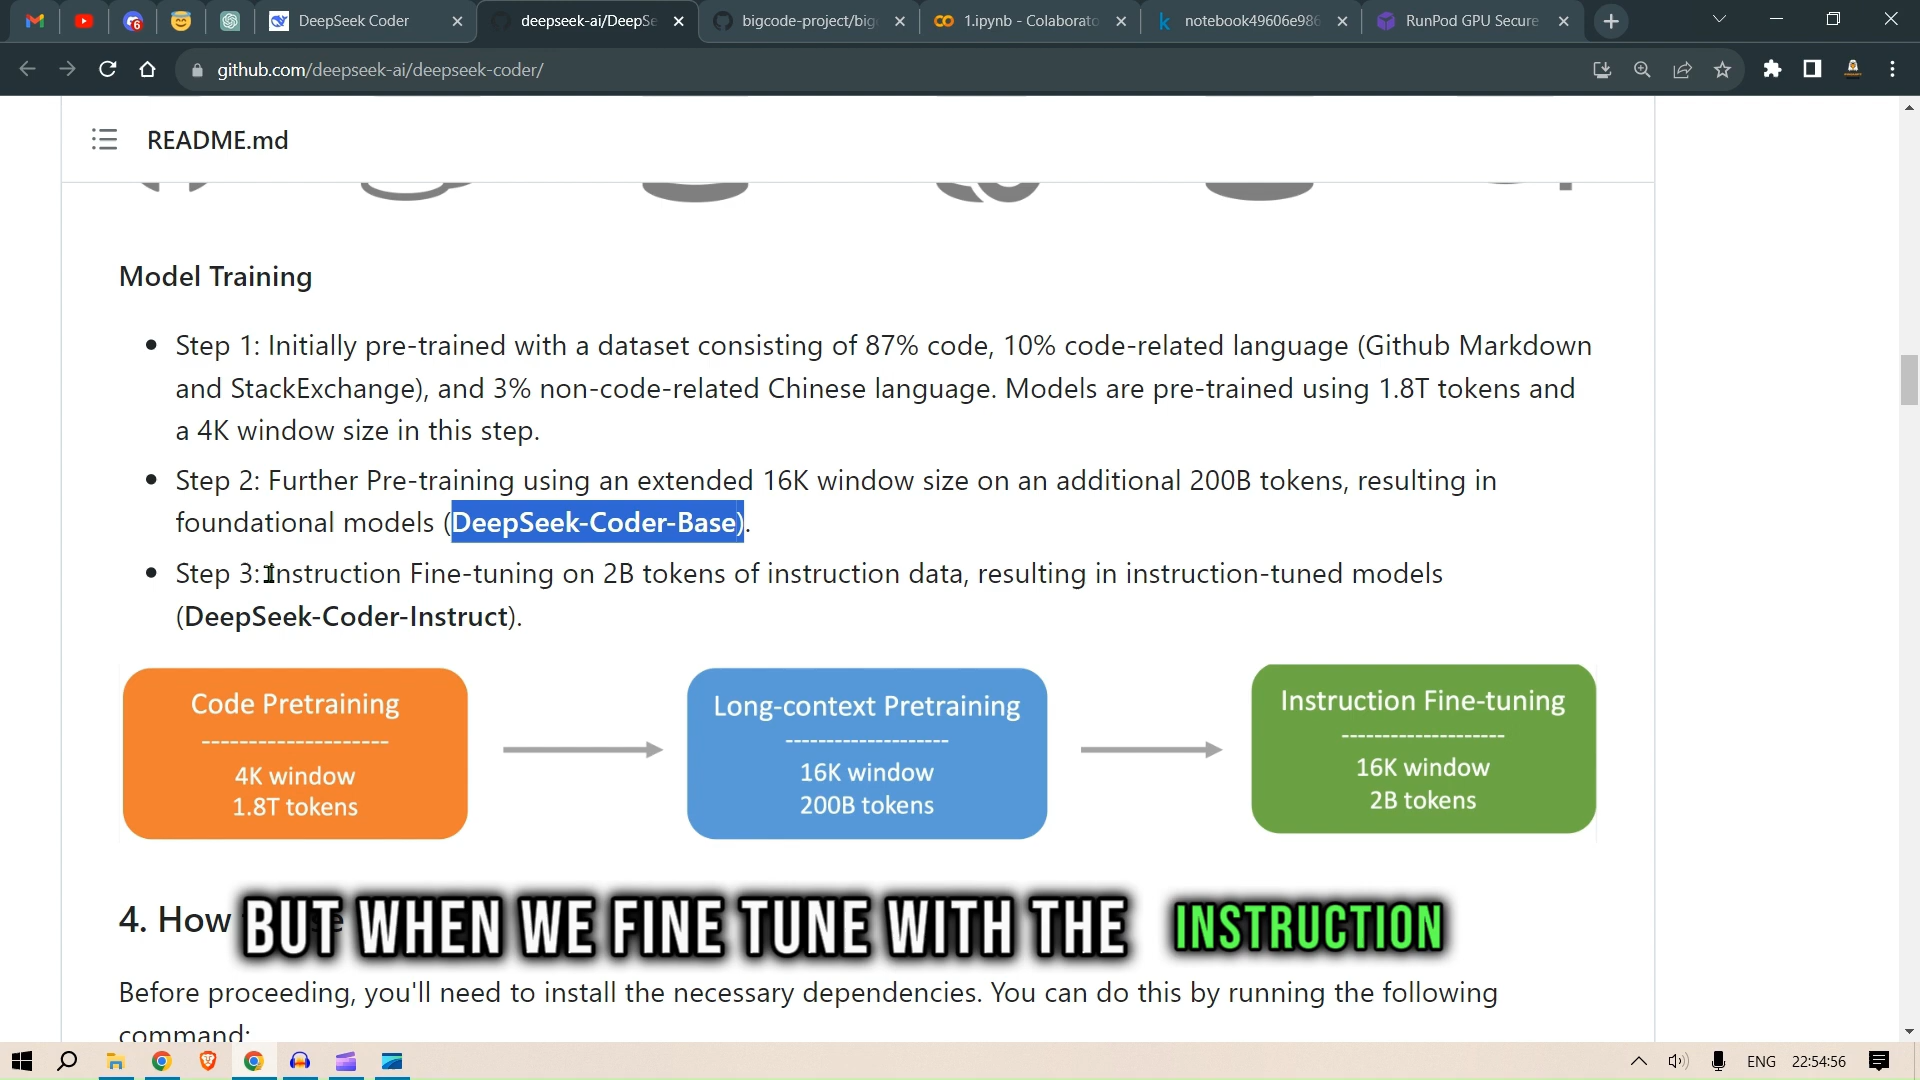 DeepSeek Coder
deepseek-ai/DeepSe
bigcode-project/big
1.ipynb - Colaborato
notebook49606e986
RunPod GPU Secure
github.com/deepseek-ai/deepseek-coder/
README.md
Model Training
Step 1: Initially pre-trained with a dataset consisting of 87% code, 10% code-related language (Github Markdown
and StackExchange), and 3% non-code-related Chinese language. Models are pre-trained using 1.8T tokens and
a 4K window size in this step.
Step 2: Further Pre-training using an extended 16K window size on an additional 200B tokens, resulting in
foundational models (DeepSeek-Coder-Base).
Step 3: Instruction Fine-tuning on 2B tokens of instruction data, resulting in instruction-tuned models
(DeepSeek-Coder-Instruct).
Code Pretraining
--------------------
4K window
1.8T tokens
Long-context Pretraining
--------------------
16K window
200B tokens
Instruction Fine-tuning
--------------------
16K window
2B tokens
4. How
BUT WHEN WE FINE TUNE WITH THE INSTRUCTION
Before proceeding, you'll need to install the necessary dependencies. You can do this by running the following
command:
ENG
22:54:56